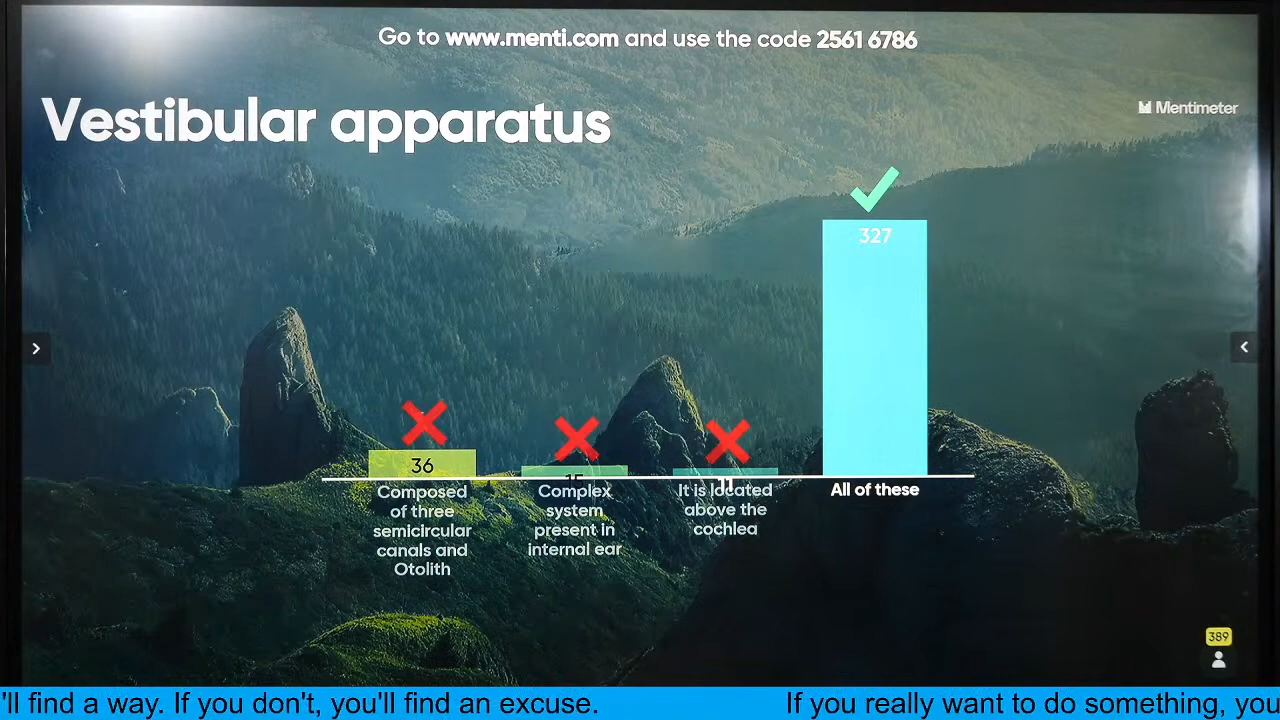 Go to www.menti.com and use the code 2561 6786
Vestibular apparatus
Mentimeter
327
36
15
11
Composed
of three
semicircular
canals and
Otolith
Complex
system
present in
internal ear
It is located
above the
cochlea
All of these
389
'll find a way. If you don't, you'll find an excuse.
If you really want to do something, you